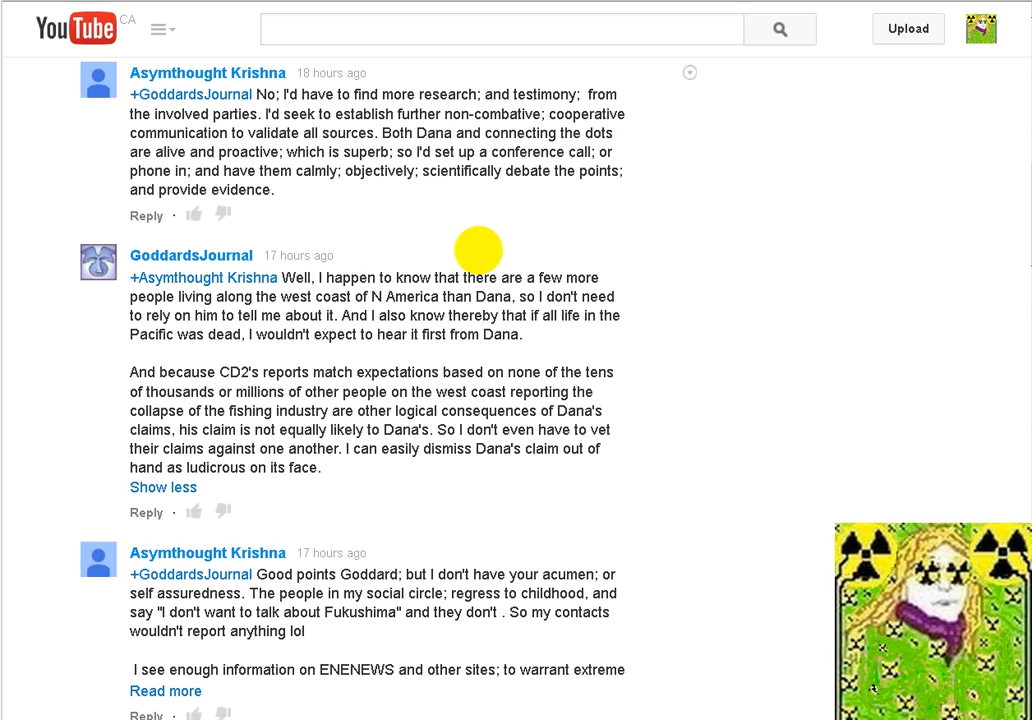 YouTube CA
Upload
Asymthought Krishna 18 hours ago
+GoddardsJournal No; I'd have to find more research; and testimony; from
the involved parties. I'd seek to establish further non-combative; cooperative
communication to validate all sources. Both Dana and connecting the dots
are alive and proactive; which is superb; so I'd set up a conference call; or
phone in; and have them calmly; objectively; scientifically debate the points;
and provide evidence.
Reply ·
GoddardsJournal 17 hours ago
+Asymthought Krishna Well, I happen to know that there are a few more
people living along the west coast of N America than Dana, so I don't need
to rely on him to tell me about it. And I also know thereby that if all life in the
Pacific was dead, I wouldn't expect to hear it first from Dana.
And because CD2's reports match expectations based on none of the tens
of thousands or millions of other people on the west coast reporting the
collapse of the fishing industry are other logical consequences of Dana's
claims, his claim is not equally likely to Dana's. So I don't even have to vet
their claims against one another. I can easily dismiss Dana's claim out of
hand as ludicrous on its face.
Show less
Reply ·
Asymthought Krishna 17 hours ago
+GoddardsJournal Good points Goddard; but I don't have your acumen; or
self assuredness. The people in my social circle; regress to childhood, and
say "I don't want to talk about Fukushima" and they don't . So my contacts
wouldn't report anything lol
I see enough information on ENENEWS and other sites; to warrant extreme
Read more
Reply ·